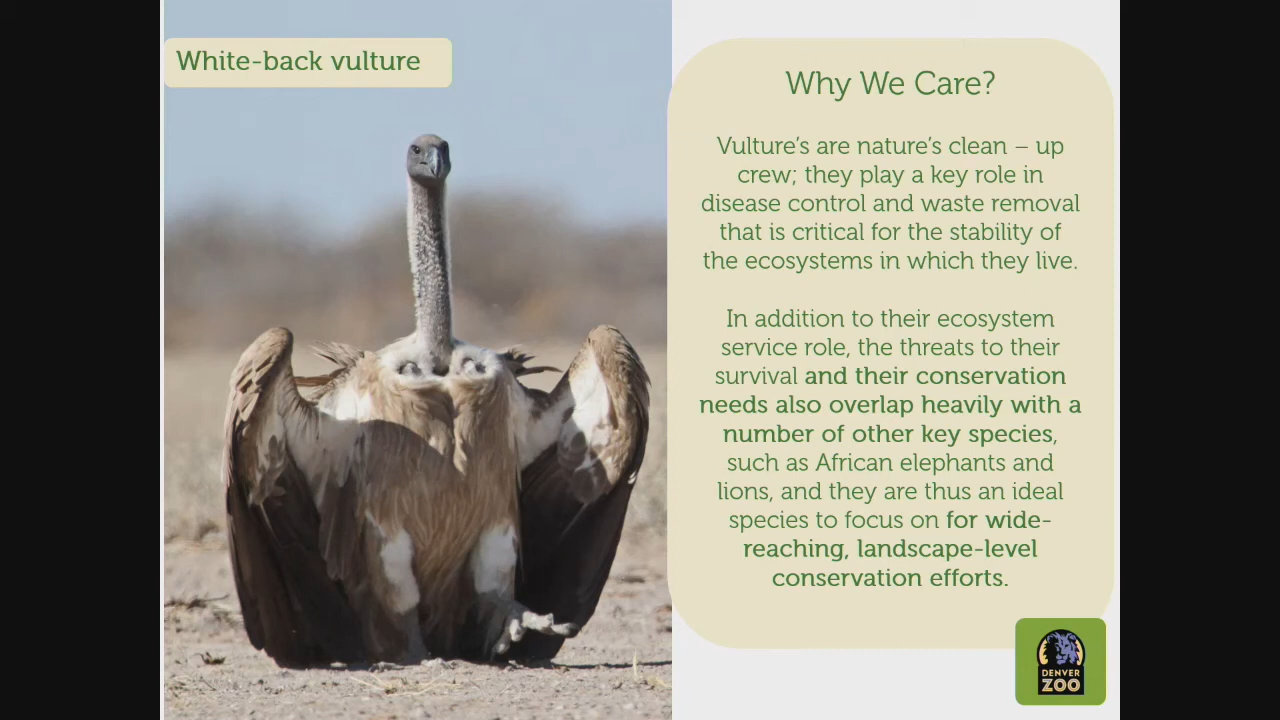 White-back vulture
Why We Care?
Vulture's are nature's clean – up
crew; they play a key role in
disease control and waste removal
that is critical for the stability of
the ecosystems in which they live.
In addition to their ecosystem
service role, the threats to their
survival and their conservation
needs also overlap heavily with a
number of other key species,
such as African elephants and
lions, and they are thus an ideal
species to focus on for wide-
reaching, landscape-level
conservation efforts.
DENVER
ZOO